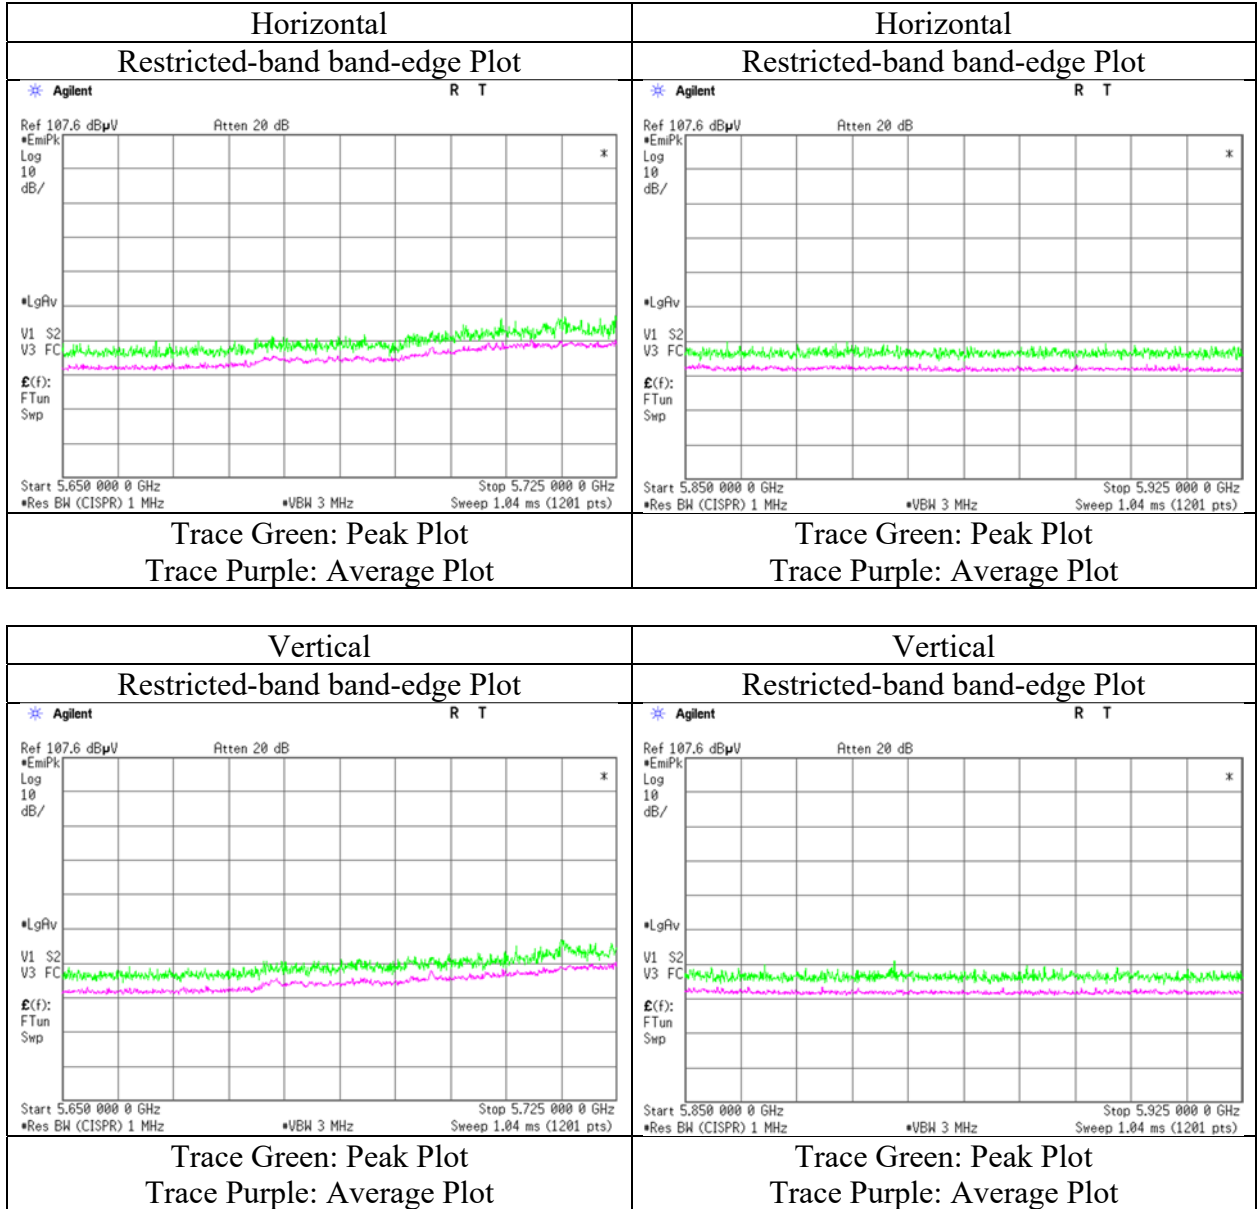 Horizontal
Horizontal
Restricted-band band-edge Plot
Restricted-band band-edge Plot
Agilent
R T
Ref 107.6 dBµV
Atten 20 dB
*EmiPk
Log
10
dB/
*
*LgAv
V1 S2
V3 FC
£(f):
FTun
Swp
Start 5.650 000 0 GHz
Stop 5.725 000 0 GHz
*Res BW (CISPR) 1 MHz
*VBW 3 MHz
Sweep 1.04 ms (1201 pts)
Agilent
R T
Ref 107.6 dBµV
Atten 20 dB
*EmiPk
Log
10
dB/
*
*LgAv
V1 S2
V3 FC
£(f):
FTun
Swp
Start 5.850 000 0 GHz
Stop 5.925 000 0 GHz
*Res BW (CISPR) 1 MHz
*VBW 3 MHz
Sweep 1.04 ms (1201 pts)
Trace Green: Peak Plot
Trace Purple: Average Plot
Trace Green: Peak Plot
Trace Purple: Average Plot
Vertical
Vertical
Restricted-band band-edge Plot
Restricted-band band-edge Plot
Agilent
R T
Ref 107.6 dBµV
Atten 20 dB
*EmiPk
Log
10
dB/
*
*LgAv
V1 S2
V3 FC
£(f):
FTun
Swp
Start 5.650 000 0 GHz
Stop 5.725 000 0 GHz
*Res BW (CISPR) 1 MHz
*VBW 3 MHz
Sweep 1.04 ms (1201 pts)
Agilent
R T
Ref 107.6 dBµV
Atten 20 dB
*EmiPk
Log
10
dB/
*
*LgAv
V1 S2
V3 FC
£(f):
FTun
Swp
Start 5.850 000 0 GHz
Stop 5.925 000 0 GHz
*Res BW (CISPR) 1 MHz
*VBW 3 MHz
Sweep 1.04 ms (1201 pts)
Trace Green: Peak Plot
Trace Purple: Average Plot
Trace Green: Peak Plot
Trace Purple: Average Plot